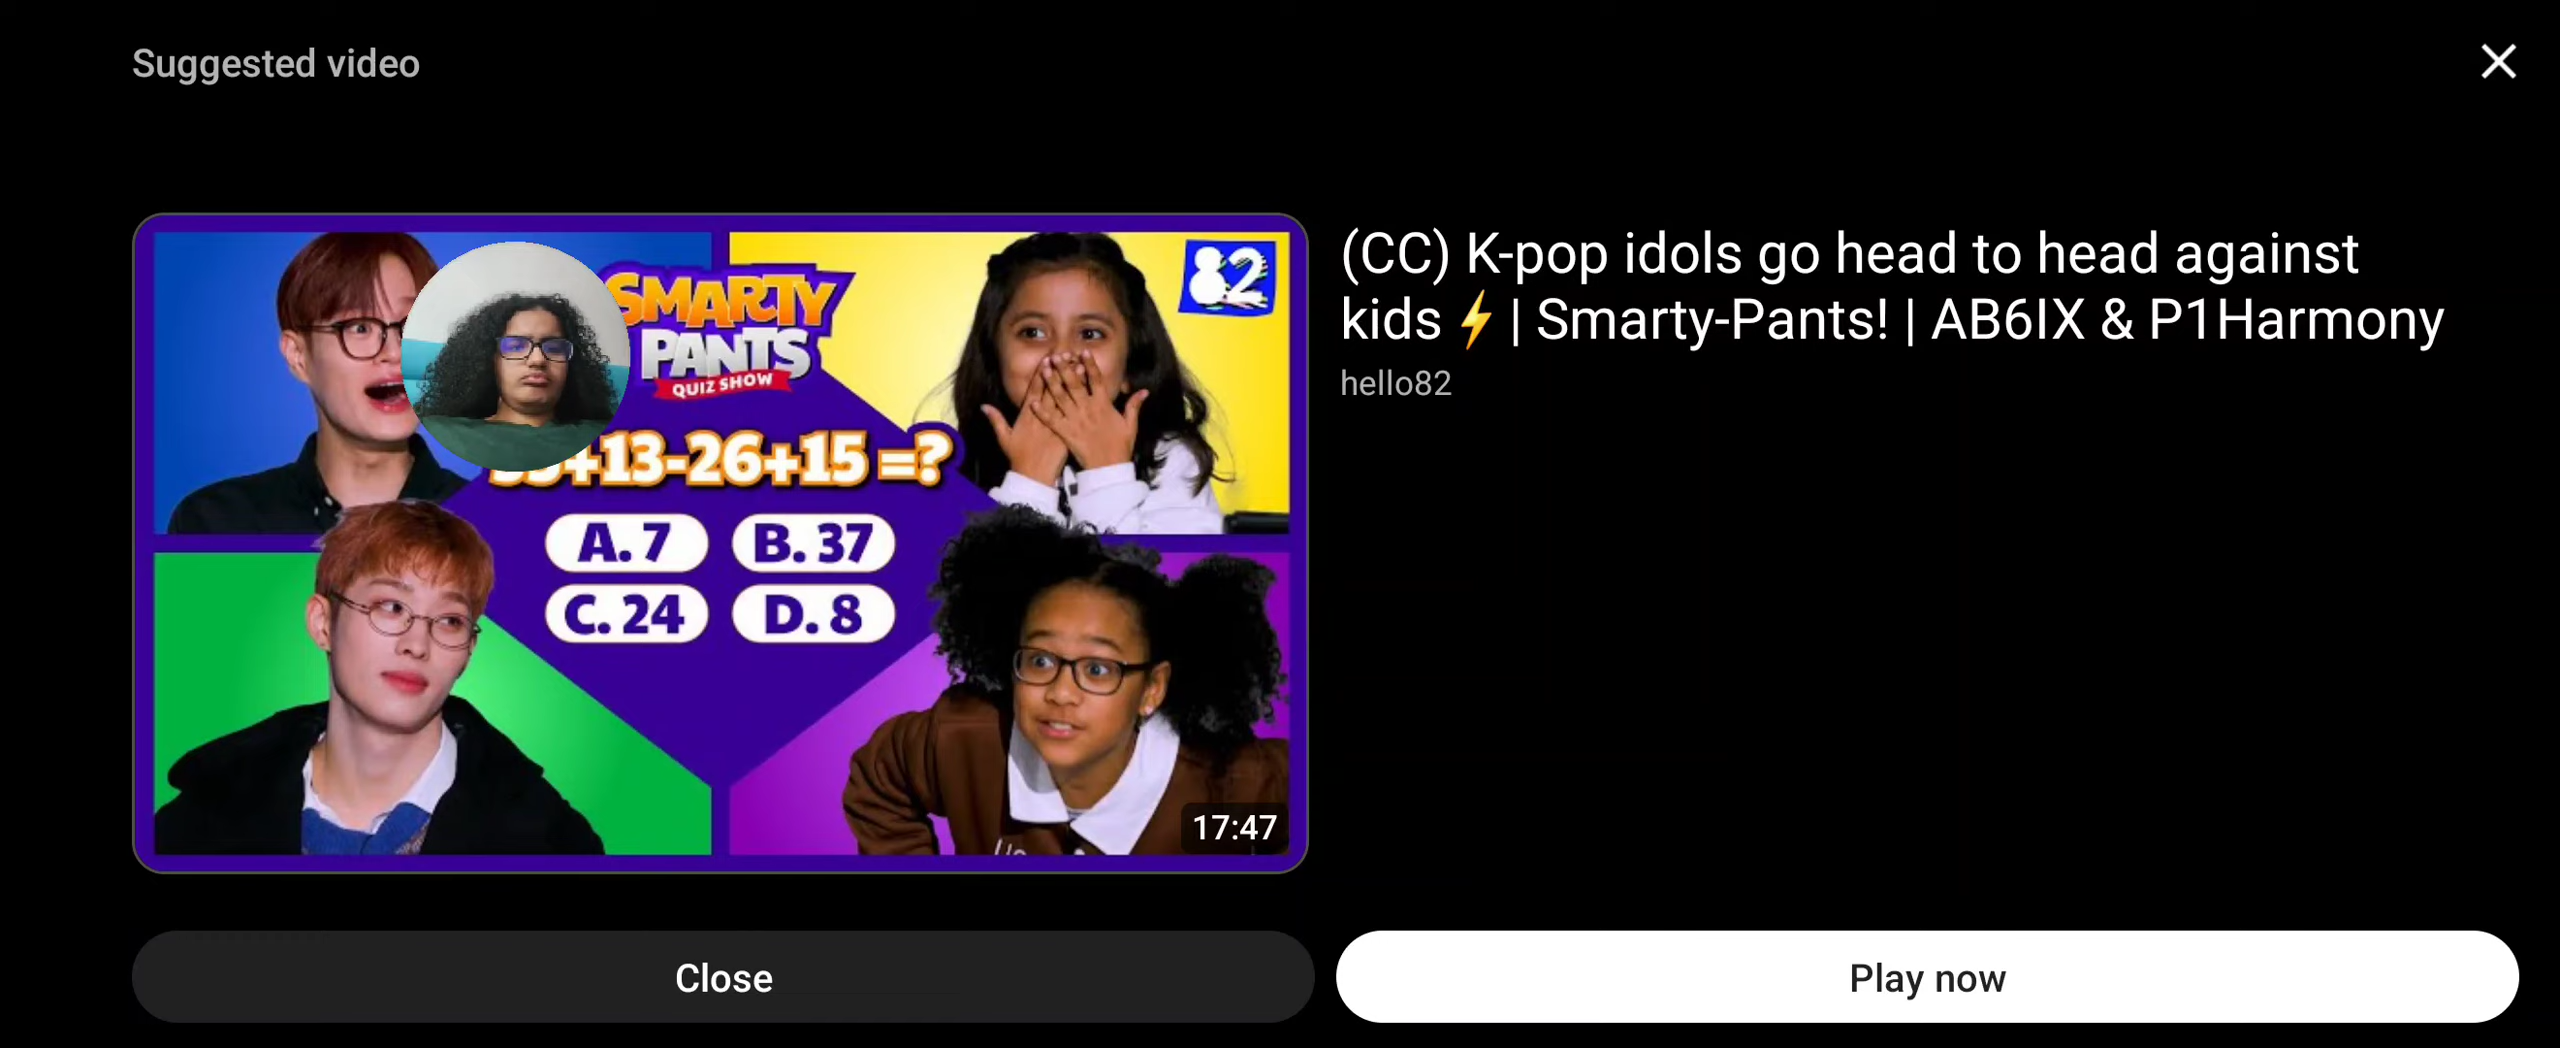 Suggested video
SMARTY
PANTS
QUIZ SHOW
82
+13-26+15=?
A. 7
B. 37
C. 24
D. 8
17:47
(CC) K-pop idols go head to head against
kids⚡| Smarty-Pants! | AB6IX & P1Harmony
hello82
Close
Play now